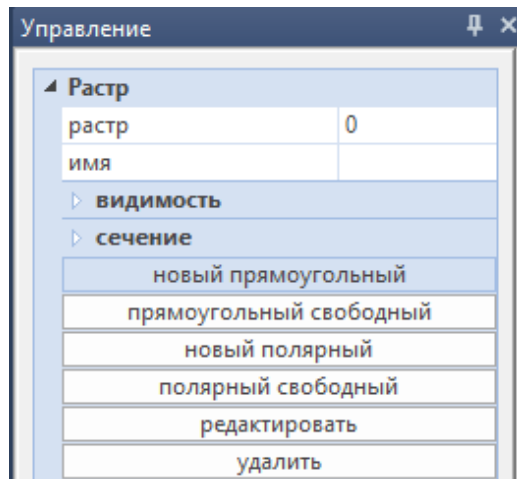 Управление
Растр
растр 0
имя
видимость
сечение
новый прямоугольный
прямоугольный свободный
новый полярный
полярный свободный
редактировать
удалить